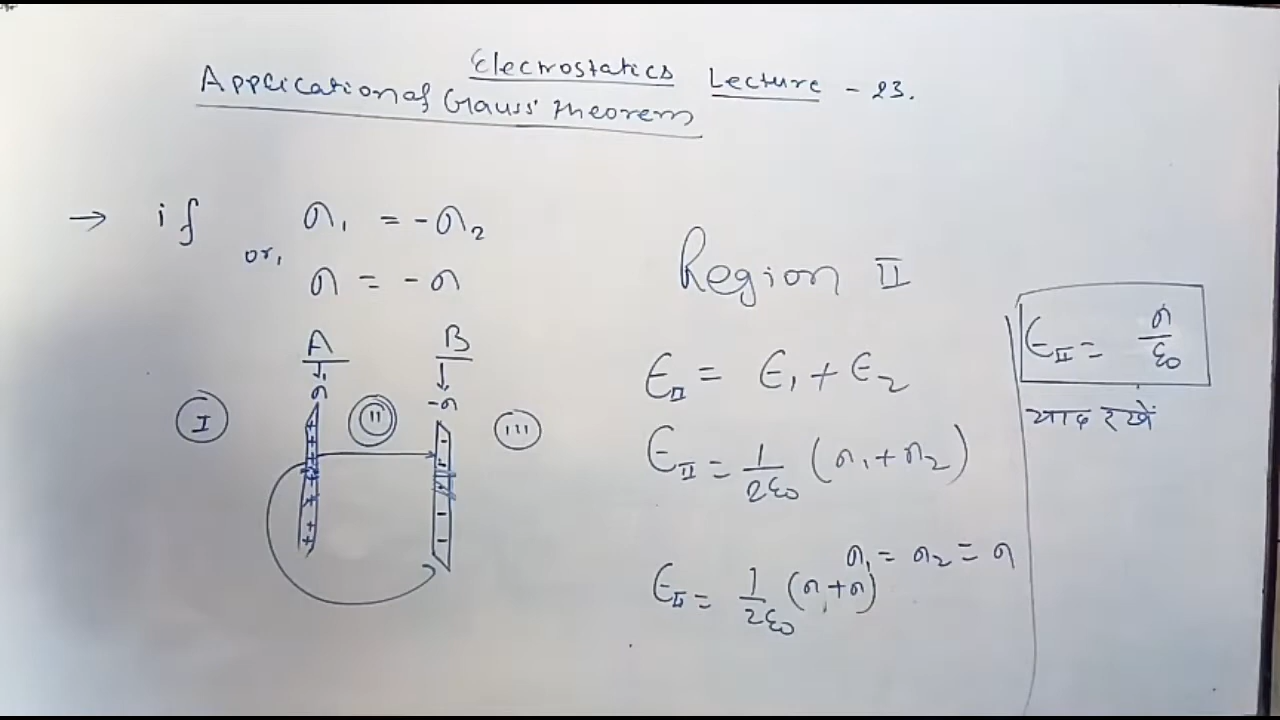 Electrostatics Lecture - 23.
Application of Gauss' theorem
→ if σ₁ = -σ₂
or,
σ = -σ
A B
σ -σ
I II III
+ + + + + + + +
- - - - -
Region II
E_II = E₁ + E₂
E_II = 1/2ε₀ (σ₁ + σ₂)
σ₁ = σ₂ = σ
E_II = 1/2ε₀ (σ + σ)
E_II = σ/ε₀
याद रखें